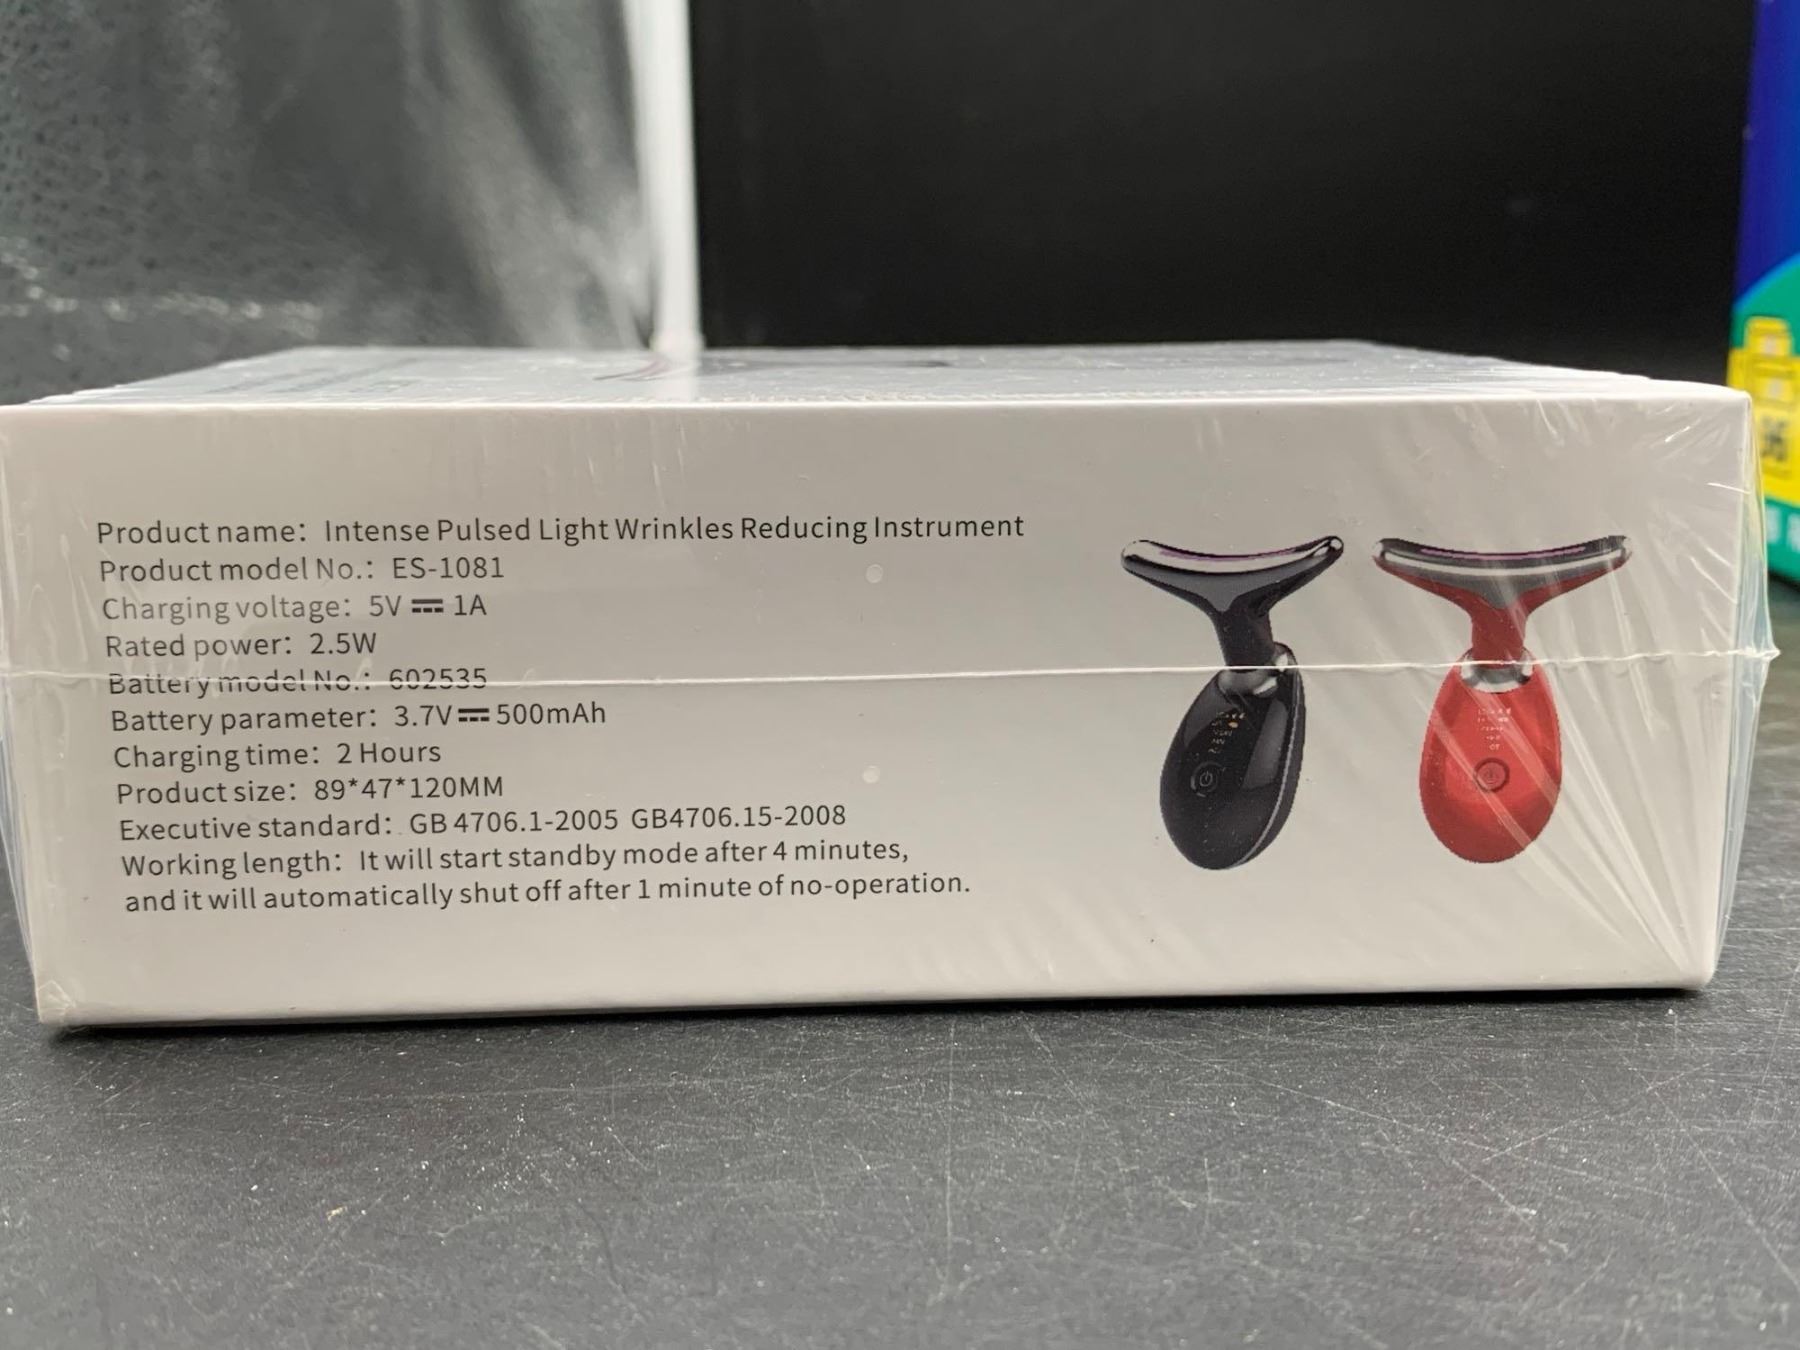 Product name: Intense Pulsed Light Wrinkles Reducing Instrument
Product model No.: ES-1081
Charging voltage: 5V⎓1A
Rated power: 2.5W
Battery model No.: 602535
Battery parameter: 3.7V⎓500mAh
Charging time: 2 Hours
Product size: 89*47*120MM
Executive standard: GB 4706.1-2005 GB4706.15-2008
Working length: It will start standby mode after 4 minutes,
and it will automatically shut off after 1 minute of no-operation.